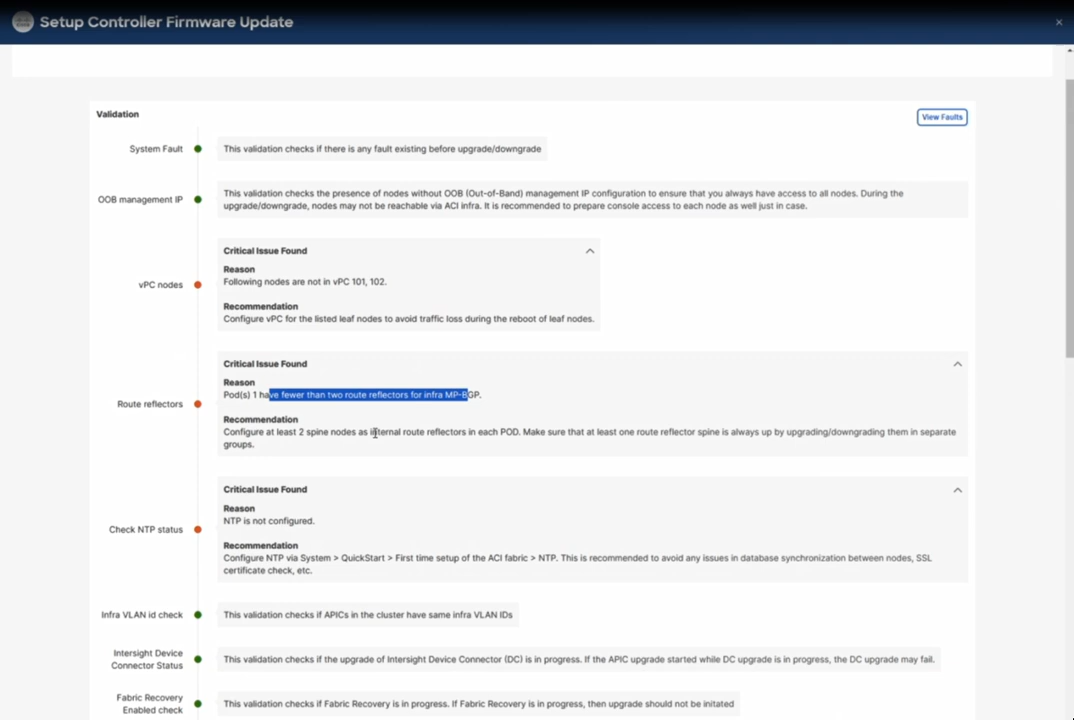 Setup Controller Firmware Update
Validation
View Faults
System Fault
This validation checks if there is any fault existing before upgrade/downgrade
OOB management IP
This validation checks the presence of nodes without OOB (Out-of-Band) management IP configuration to ensure that you always have access to all nodes. During the
upgrade/downgrade, nodes may not be reachable via ACI infra. It is recommended to prepare console access to each node as well just in case.
vPC nodes
Critical Issue Found
Reason
Following nodes are not in vPC 101, 102.
Recommendation
Configure vPC for the listed leaf nodes to avoid traffic loss during the reboot of leaf nodes.
Route reflectors
Critical Issue Found
Reason
Pod(s) 1 have fewer than two route reflectors for infra MP-BGP.
Recommendation
Configure at least 2 spine nodes as internal route reflectors in each POD. Make sure that at least one route reflector spine is always up by upgrading/downgrading them in separate
groups.
Check NTP status
Critical Issue Found
Reason
NTP is not configured.
Recommendation
Configure NTP via System > QuickStart > First time setup of the ACI fabric > NTP. This is recommended to avoid any issues in database synchronization between nodes, SSL
certificate check, etc.
Infra VLAN id check
This validation checks if APICs in the cluster have same infra VLAN IDs
Intersight Device
Connector Status
This validation checks if the upgrade of Intersight Device Connector (DC) is in progress. If the APIC upgrade started while DC upgrade is in progress, the DC upgrade may fail.
Fabric Recovery
Enabled check
This validation checks if Fabric Recovery is in progress. If Fabric Recovery is in progress, then upgrade should not be initated